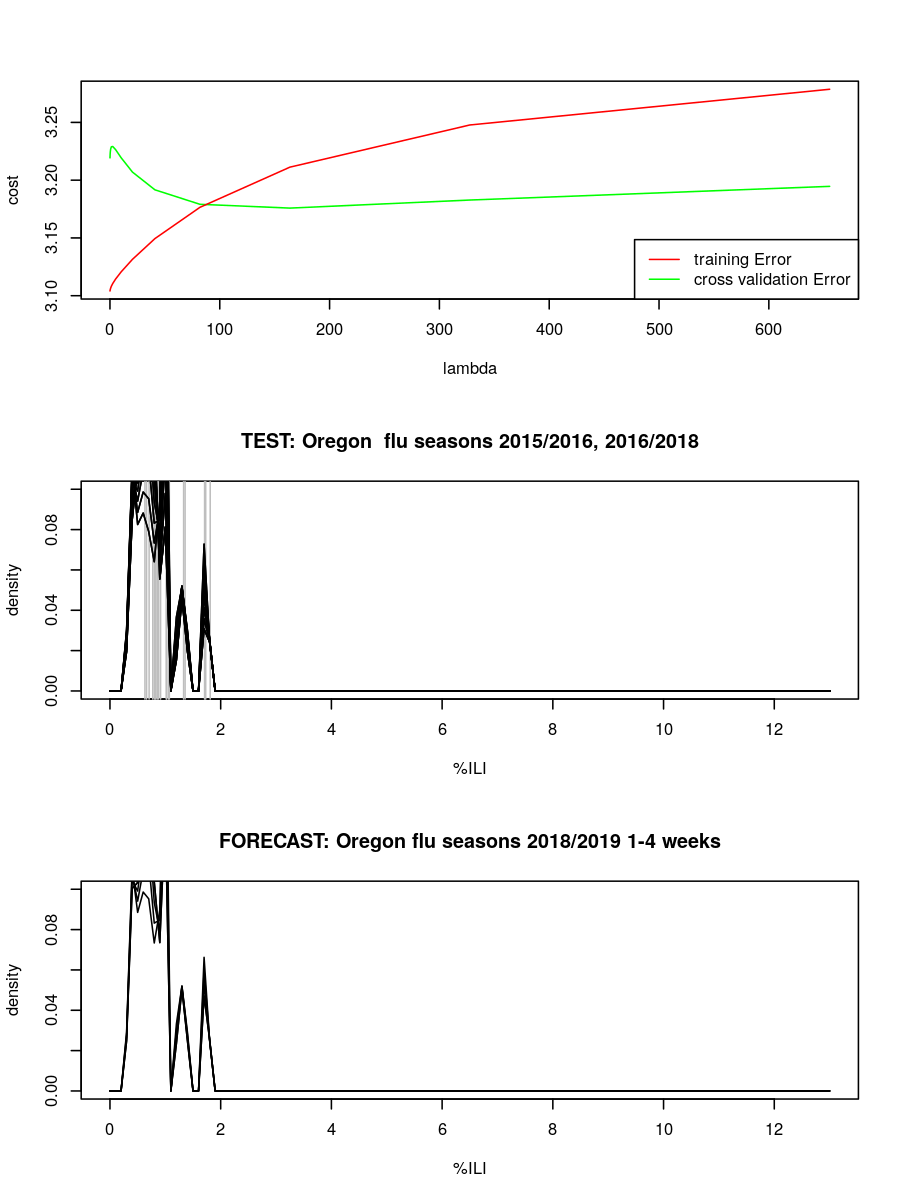 3.10 3.15 3.20 3.25
cost
training Error
cross validation Error
0 100 200 300 400 500 600
lambda
TEST: Oregon  flu seasons 2015/2016, 2016/2018
0.00 0.04 0.08
density
0 2 4 6 8 10 12
%ILI
FORECAST: Oregon flu seasons 2018/2019 1-4 weeks
0.00 0.04 0.08
density
0 2 4 6 8 10 12
%ILI